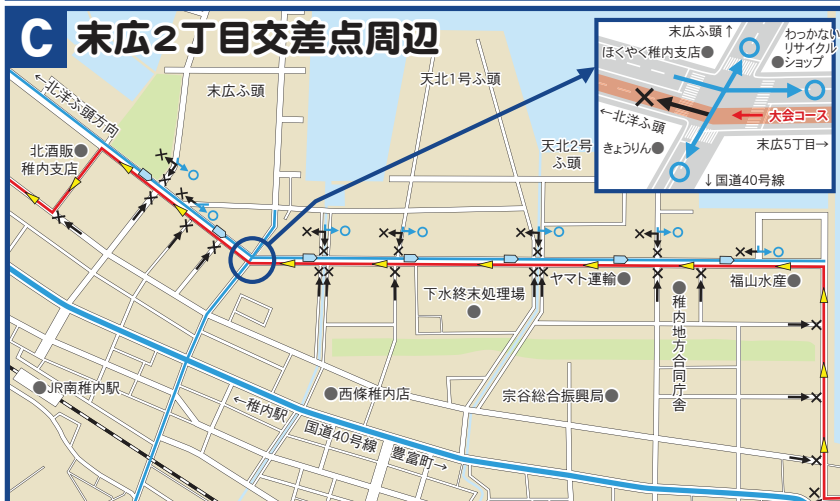 C 末広2丁目交差点周辺
末広ふ頭↑
わっかない
リサイクル
ショップ
ほくやく稚内支店
大会コース
←北洋ふ頭
末広5丁目→
きょうりん
↓国道40号線
←北洋ふ頭方向
末広ふ頭
天北1号ふ頭
天北2号
ふ頭
北酒販
稚内支店
ヤマト運輸
福山水産
下水終末処理場
稚内地方合同庁舎
JR南稚内駅
西條稚内店
宗谷総合振興局
←稚内駅
国道40号線
豊富町→